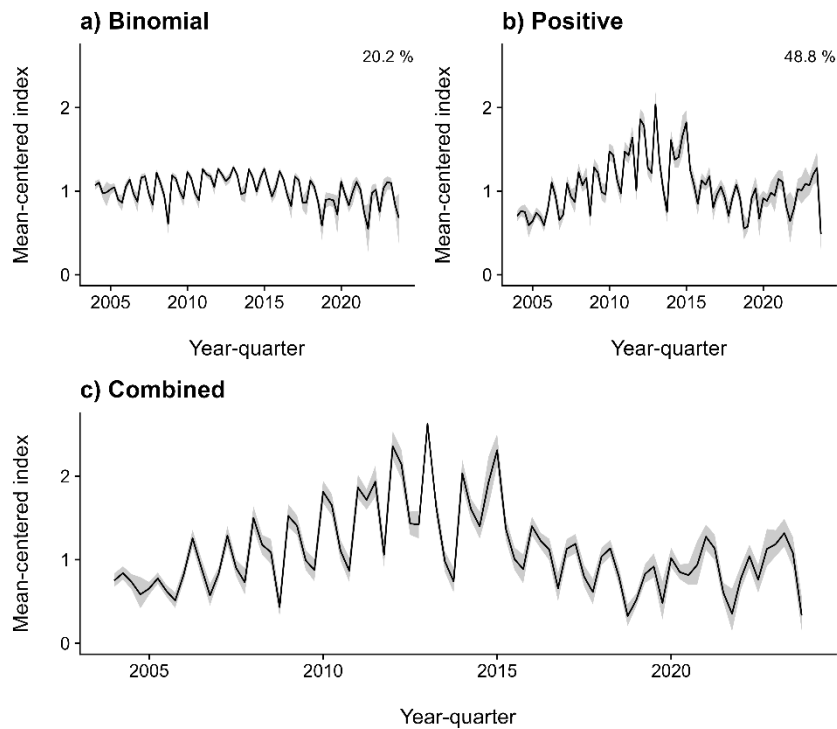 a) Binomial
20.2 %
Mean-centered index
2
1
0
2005 2010 2015 2020
Year-quarter
b) Positive
48.8 %
Mean-centered index
2
1
0
2005 2010 2015 2020
Year-quarter
c) Combined
Mean-centered index
2
1
0
2005 2010 2015 2020
Year-quarter